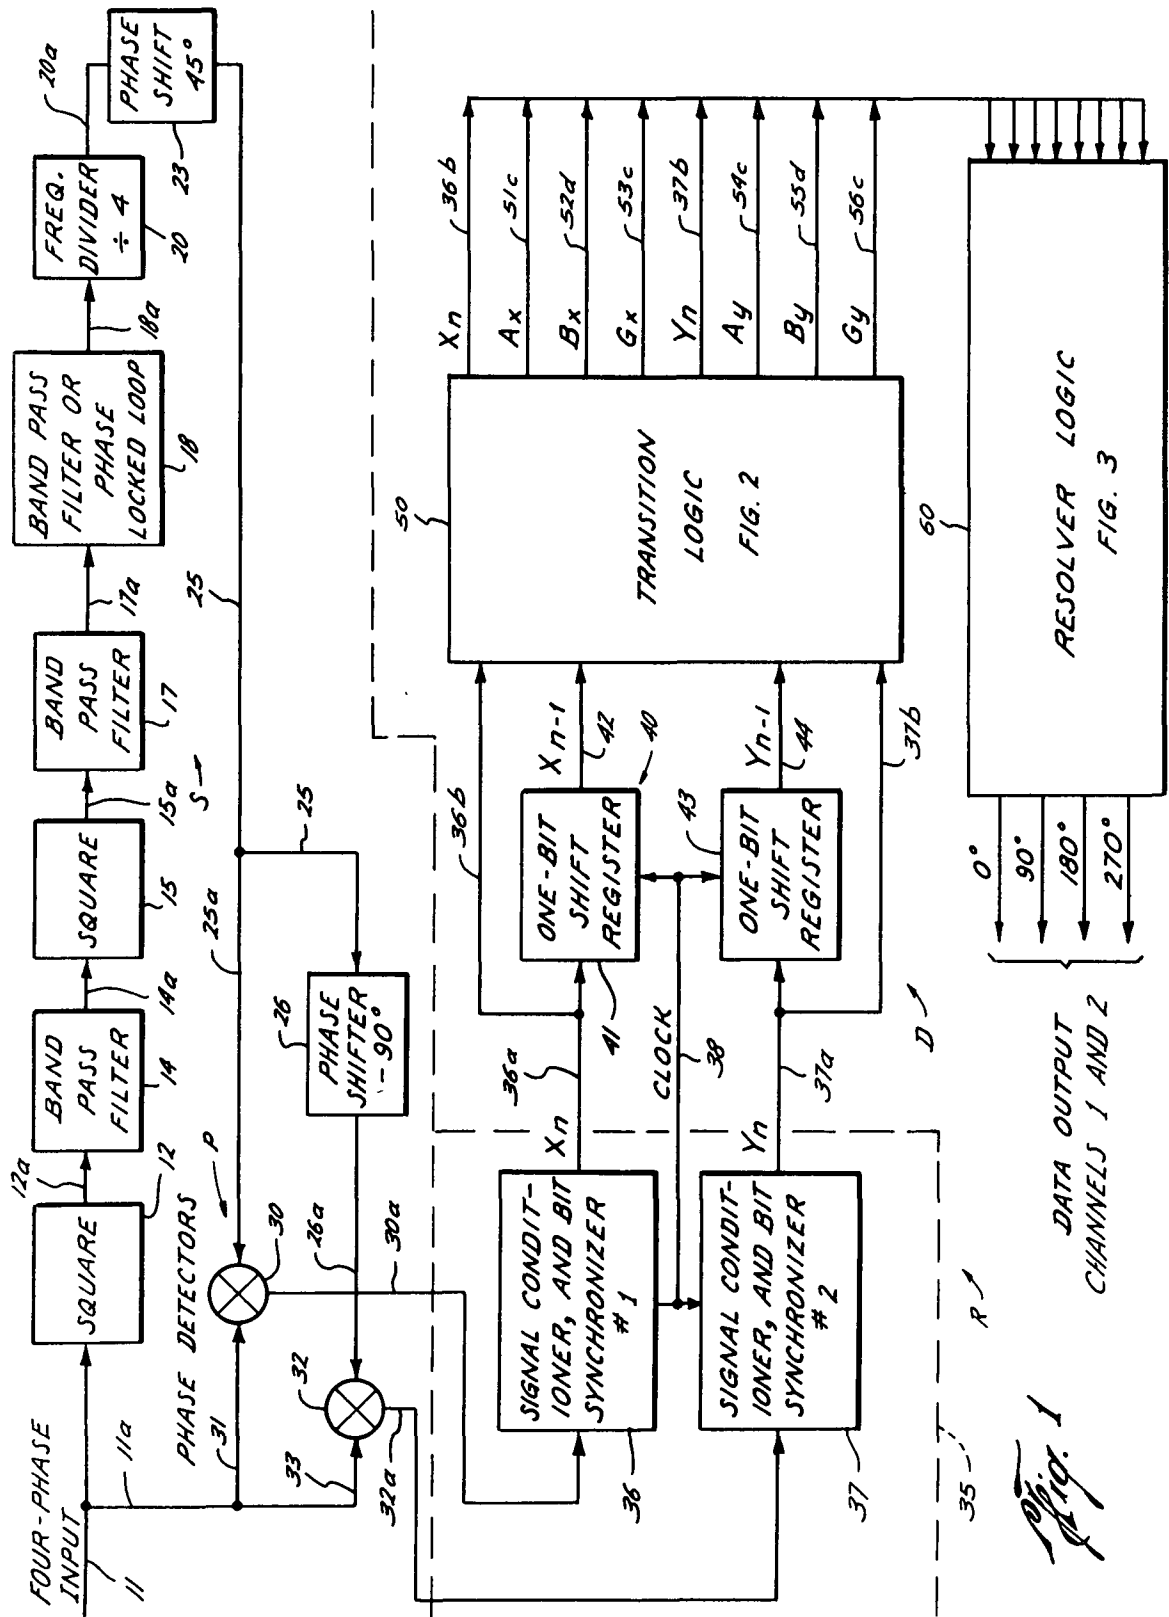 FOUR-PHASE
INPUT
11
11a
SQUARE
12
12a
BAND
PASS
FILTER
14
14a
SQUARE
15
15a
S
BAND
PASS
FILTER
17
17a
BAND PASS
FILTER OR
PHASE
LOCKED LOOP
18
18a
FREQ.
DIVIDER
÷ 4
20
20a
PHASE
SHIFT
45°
23
25
25
25a
PHASE DETECTORS
P
30
31
30a
32
33
32a
26
PHASE
SHIFTER
-90°
26a
SIGNAL CONDIT-
IONER, AND BIT
SYNCHRONIZER
#1
36
SIGNAL CONDIT-
IONER, AND BIT
SYNCHRONIZER
#2
37
35
R
Xn
36a
36b
CLOCK
38
Yn
37a
37b
D
ONE-BIT
SHIFT
REGISTER
41
40
Xn-1
42
ONE-BIT
SHIFT
REGISTER
43
Yn-1
44
50
TRANSITION
LOGIC
FIG. 2
Xn
36b
Ax
51c
Bx
52d
Gx
53c
Yn
37b
Ay
54c
By
55d
Gy
56c
60
RESOLVER LOGIC
FIG. 3
0°
90°
180°
270°
DATA OUTPUT
CHANNELS 1 AND 2
Fig. 1